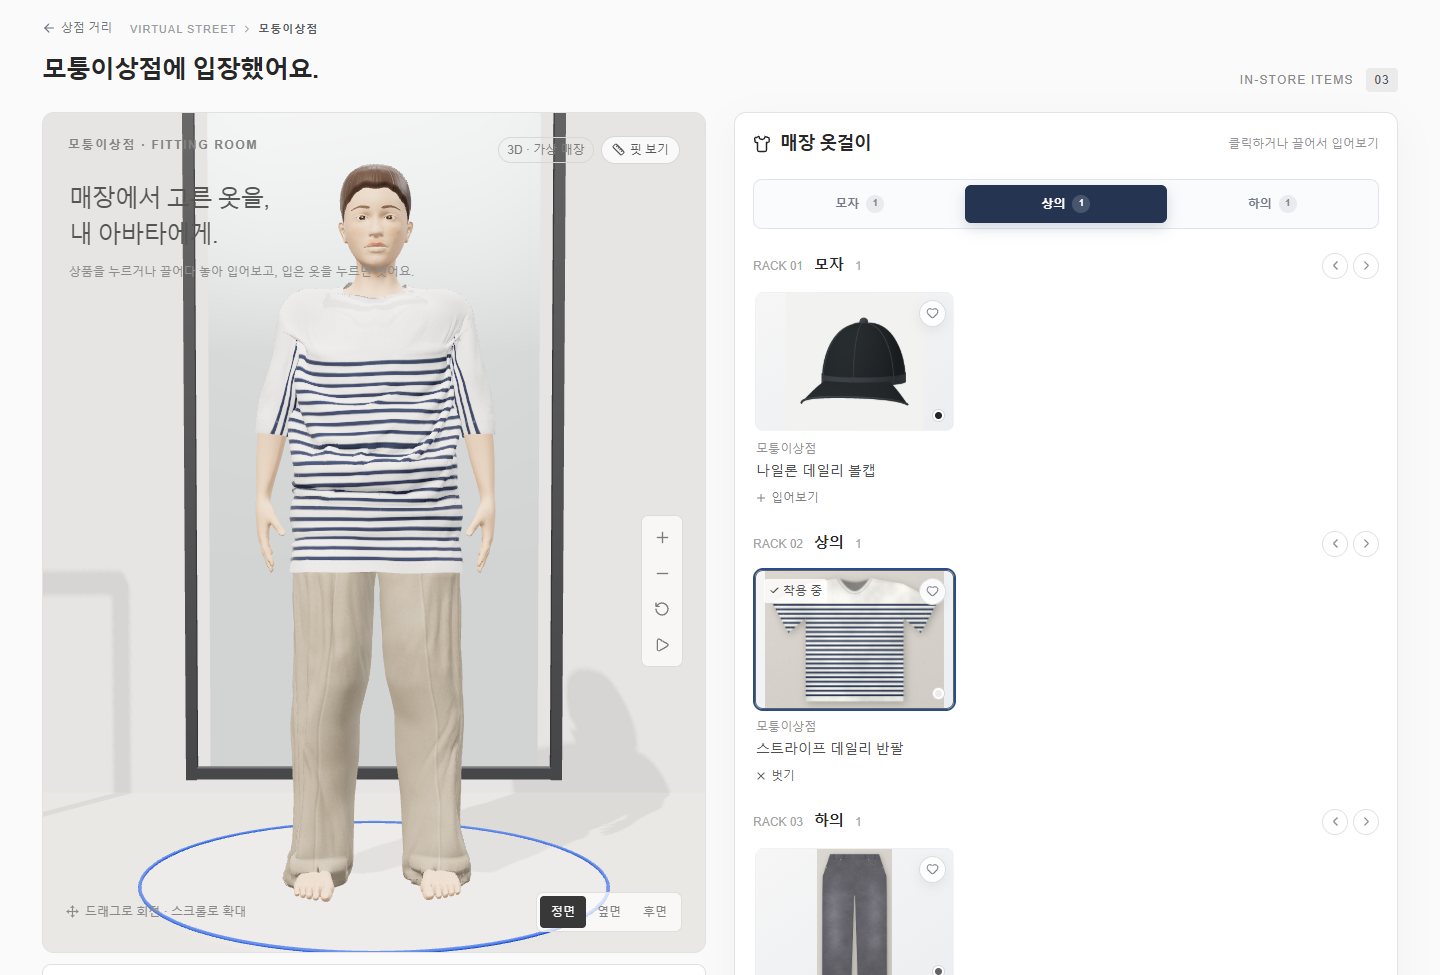 상점 거리 VIRTUAL STREET > 모퉁이상점
모퉁이상점에 입장했어요.
IN-STORE ITEMS 03
모퉁이상점 · FITTING ROOM
3D · 가상 매장
핏 보기
매장에서 고른 옷을,
내 아바타에게.
상품을 누르거나 끌어다 놓아 입어보고, 입은 옷을 누르면 벗어요.
드래그로 회전 · 스크롤로 확대
정면 옆면 후면
매장 옷걸이
클릭하거나 끌어서 입어보기
모자 1 상의 1 하의 1
RACK 01 모자 1
모퉁이상점
나일론 데일리 볼캡
+ 입어보기
RACK 02 상의 1
착용 중
모퉁이상점
스트라이프 데일리 반팔
× 벗기
RACK 03 하의 1